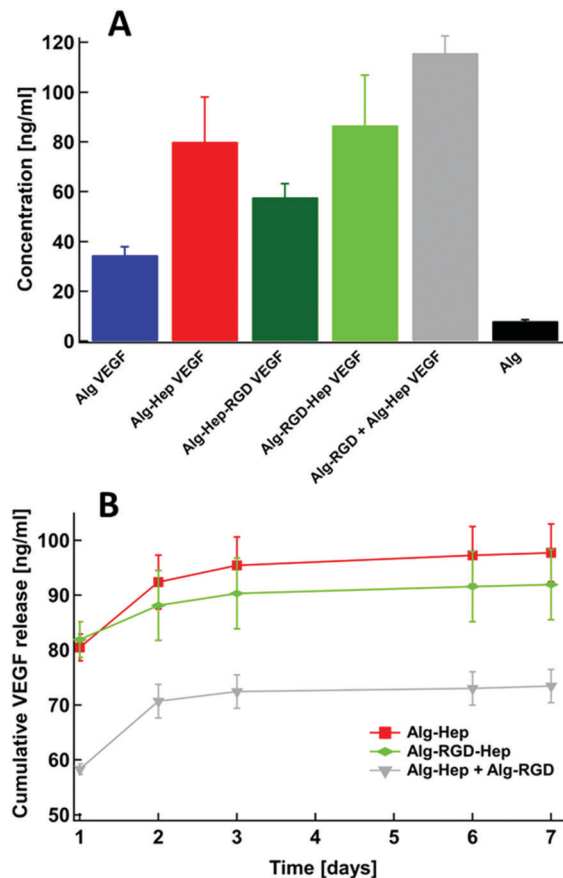 A
Concentration [ng/ml]
120
100
80
60
40
20
0
Alg VEGF
Alg-Hep VEGF
Alg-Hep-RGD VEGF
Alg-RGD-Hep VEGF
Alg-RGD + Alg-Hep VEGF
Alg
B
Cumulative VEGF release [ng/ml]
100
90
80
70
60
50
Alg-Hep
Alg-RGD-Hep
Alg-Hep + Alg-RGD
1 2 3 4 5 6 7
Time [days]